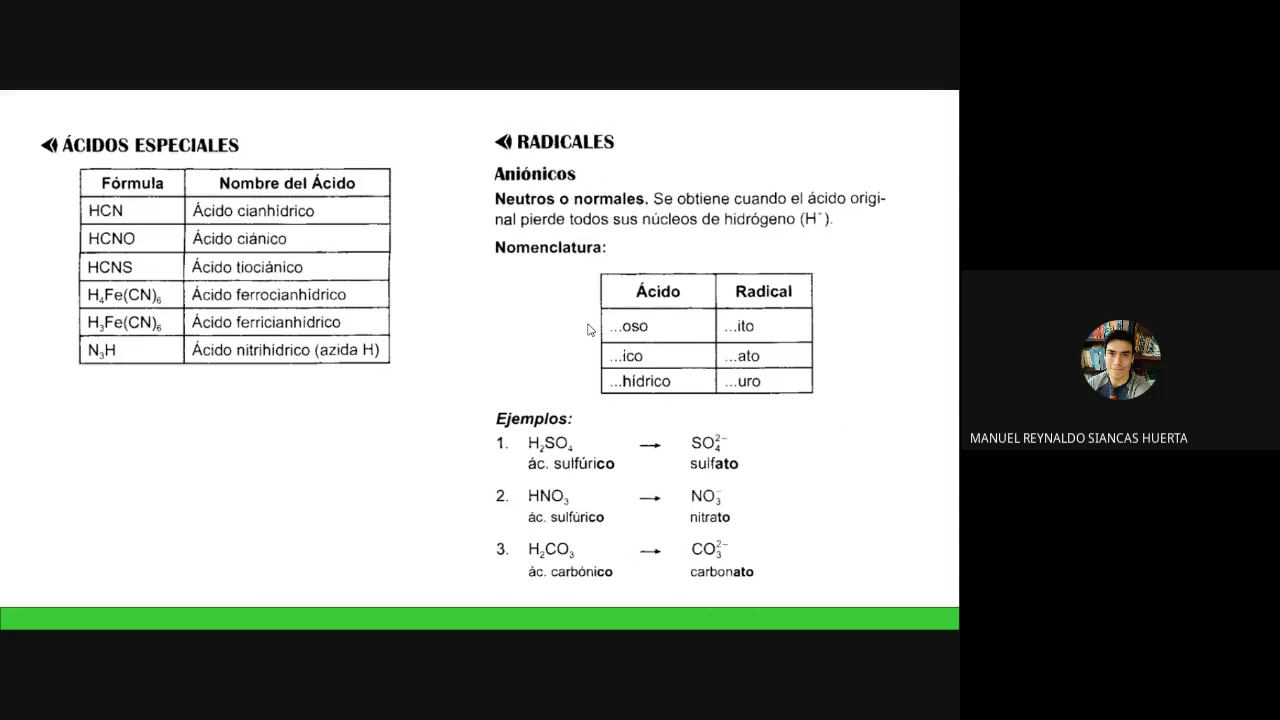 ÁCIDOS ESPECIALES
Fórmula Nombre del Ácido
HCN Ácido cianhídrico
HCNO Ácido ciánico
HCNS Ácido tiociánico
H₄Fe(CN)₆ Ácido ferrocianhídrico
H₃Fe(CN)₆ Ácido ferricianhídrico
N₃H Ácido nitrihídrico (azida H)
RADICALES
Aniónicos
Neutros o normales. Se obtiene cuando el ácido origi-
nal pierde todos sus núcleos de hidrógeno (H⁺).
Nomenclatura:
Ácido Radical
...oso ...ito
...ico ...ato
...hídrico ...uro
Ejemplos:
1. H₂SO₄ → SO₄²⁻
ác. sulfúrico sulfato
2. HNO₃ → NO₃⁻
ác. sulfúrico nitrato
3. H₂CO₃ → CO₃²⁻
ác. carbónico carbonato
MANUEL REYNALDO SIANCAS HUERTA